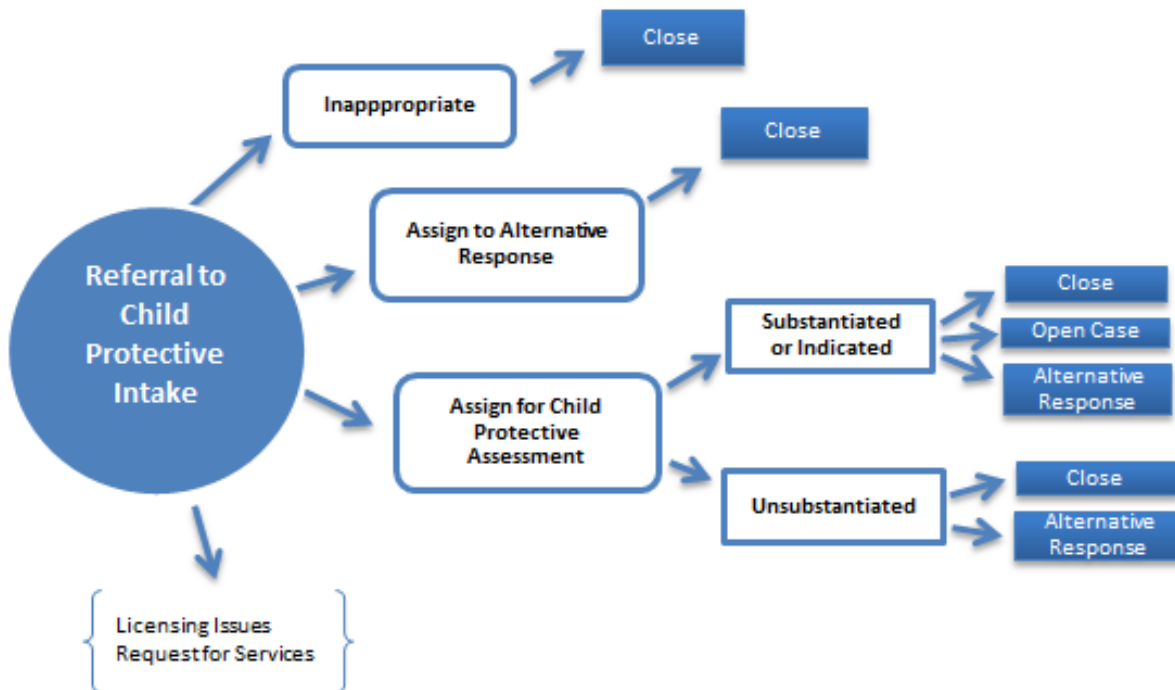 Close
Inapppropriate
Close
Assign to Alternative
Response
Referral to
Child
Protective
Intake
Close
Substantiated
or Indicated
Open Case
Alternative
Response
Assign for Child
Protective
Assessment
Close
Unsubstantiated
Alternative
Response
Licensing Issues
Request for Services